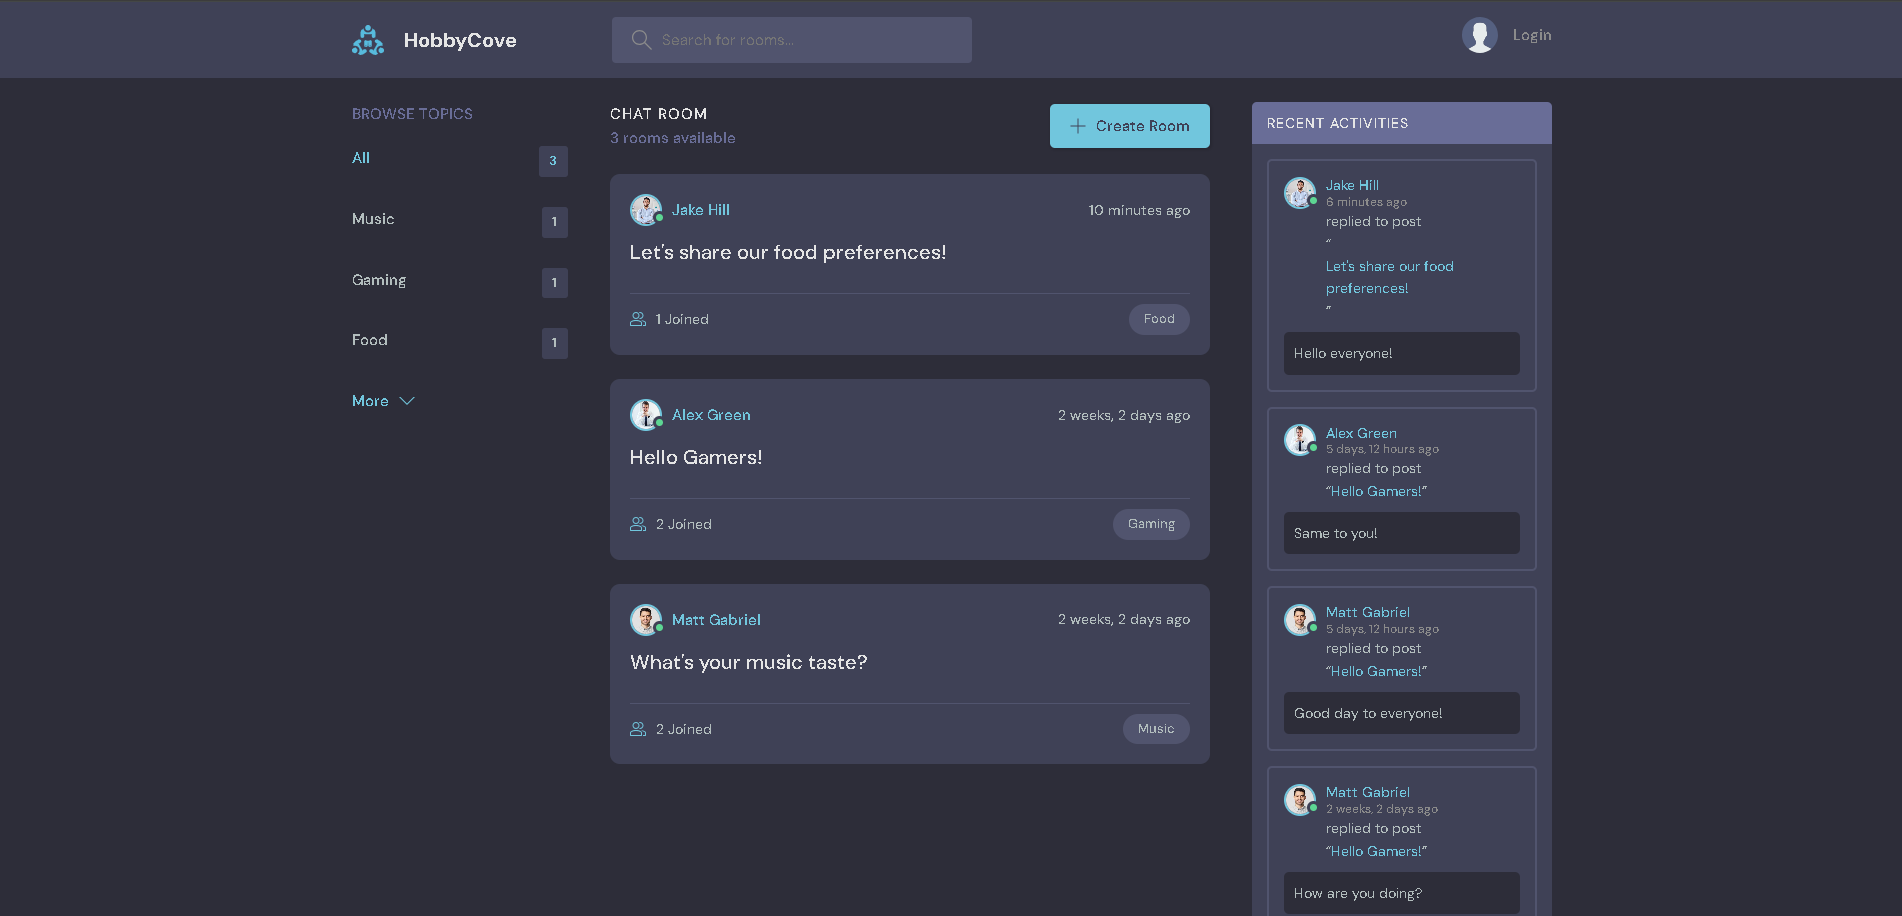 HobbyCove
Search for rooms...
Login
BROWSE TOPICS
All
3
Music
1
Gaming
1
Food
1
More
CHAT ROOM
3 rooms available
Create Room
Jake Hill
10 minutes ago
Let's share our food preferences!
1 Joined
Food
Alex Green
2 weeks, 2 days ago
Hello Gamers!
2 Joined
Gaming
Matt Gabriel
2 weeks, 2 days ago
What's your music taste?
2 Joined
Music
RECENT ACTIVITIES
Jake Hill
6 minutes ago
replied to post
“
Let's share our food
preferences!
”
Hello everyone!
Alex Green
5 days, 12 hours ago
replied to post
“Hello Gamers!”
Same to you!
Matt Gabriel
5 days, 12 hours ago
replied to post
“Hello Gamers!”
Good day to everyone!
Matt Gabriel
2 weeks, 2 days ago
replied to post
“Hello Gamers!”
How are you doing?